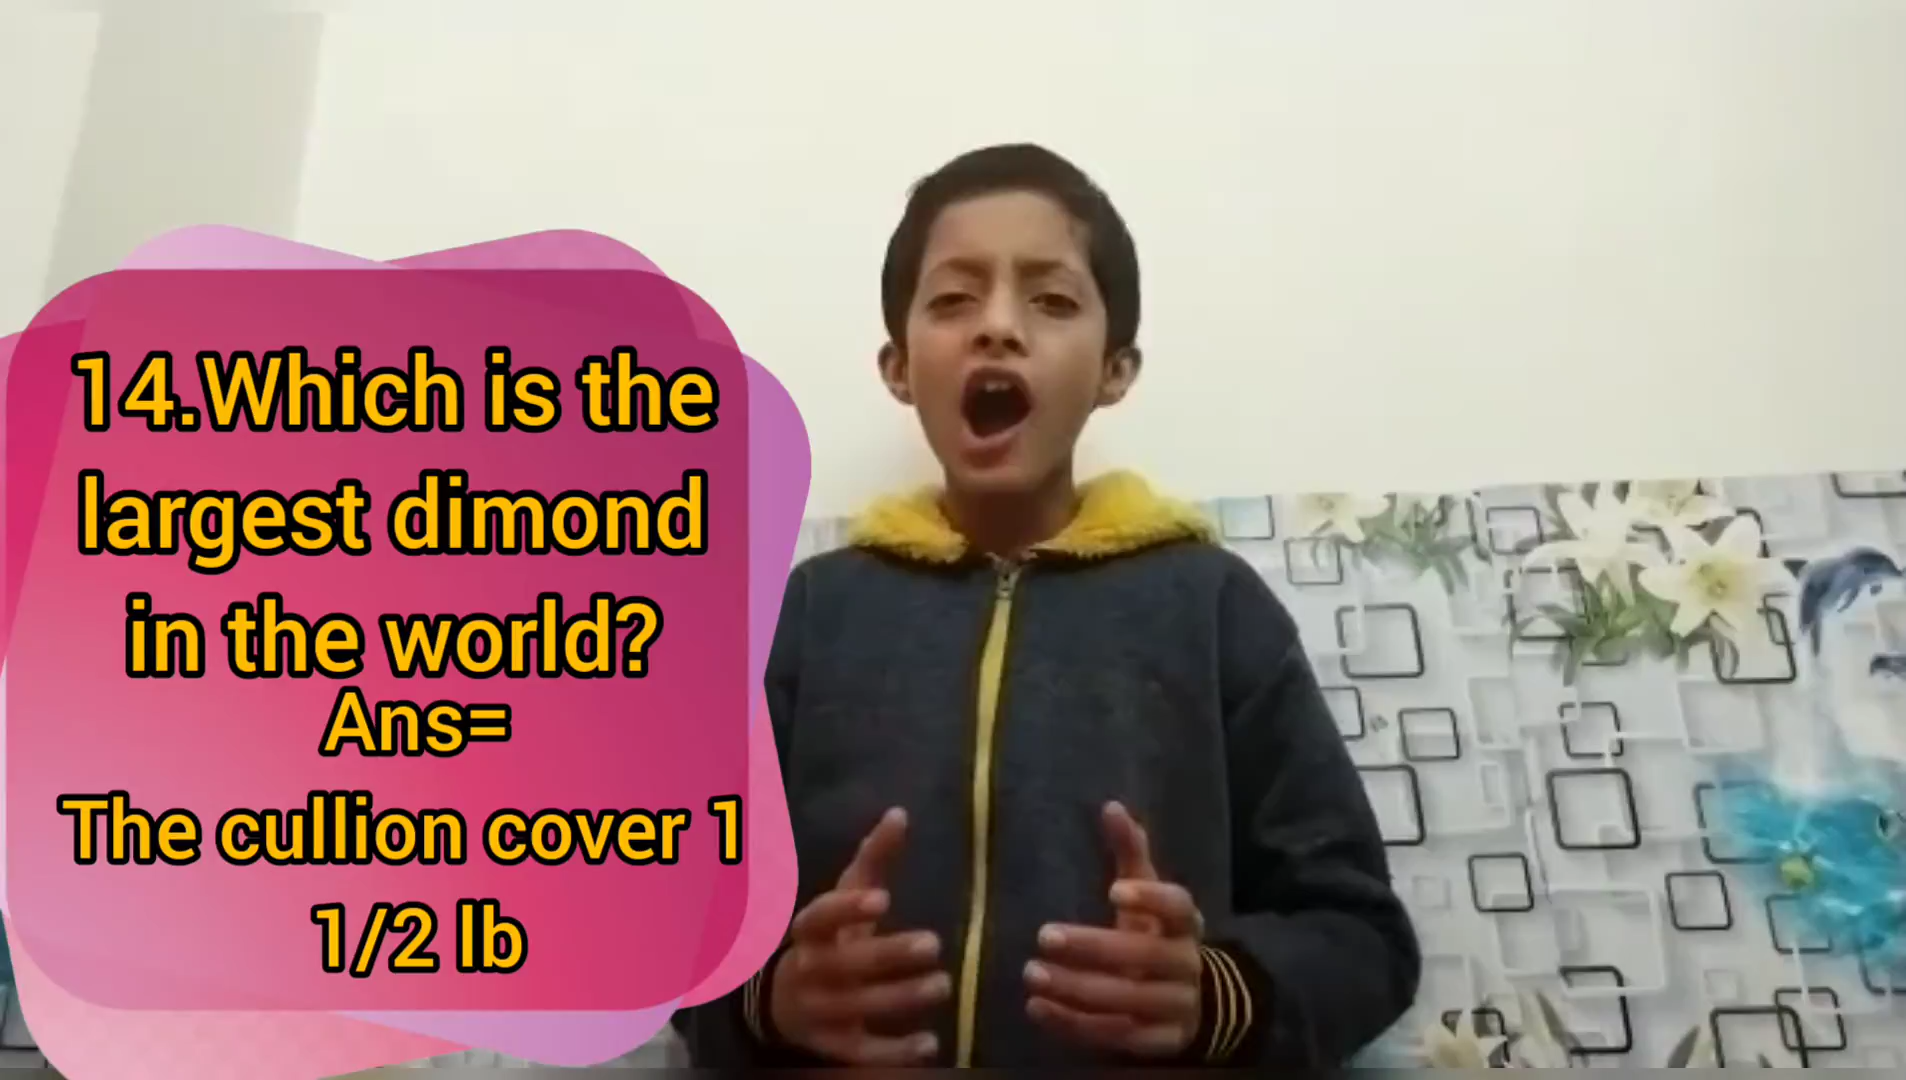 14.Which is the
largest dimond
in the world?
Ans=
The cullion cover 1
1/2 lb